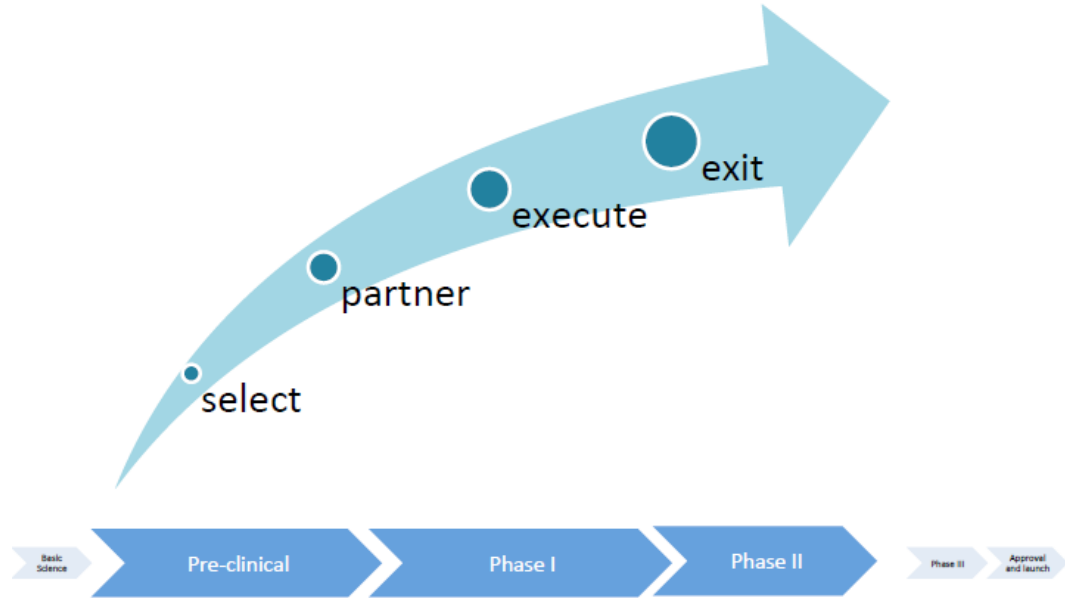 exit
execute
partner
select
Basic
Science
Pre-clinical
Phase I
Phase II
Phase III
Approval
and launch